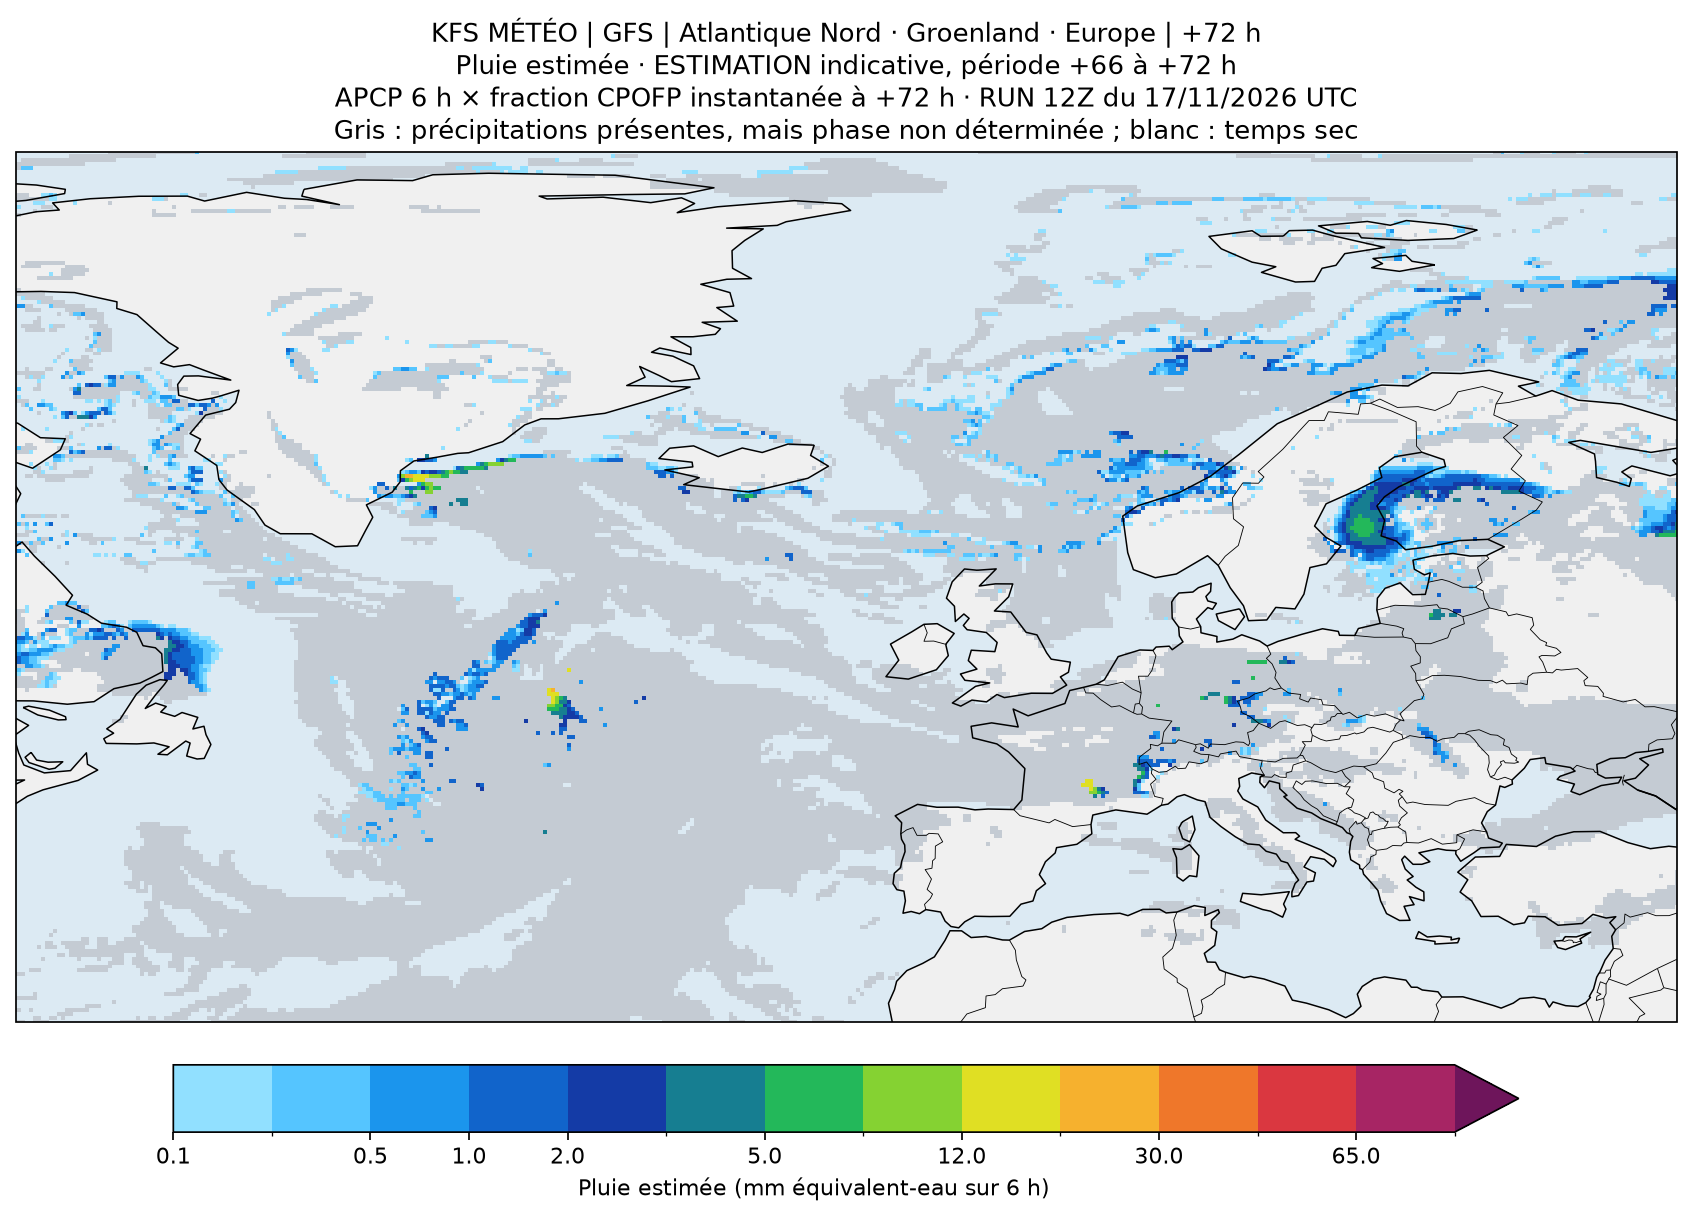 KFS MÉTÉO | GFS | Atlantique Nord · Groenland · Europe | +72 h
Pluie estimée · ESTIMATION indicative, période +66 à +72 h
APCP 6 h × fraction CPOFP instantanée à +72 h · RUN 12Z du 17/11/2026 UTC
Gris : précipitations présentes, mais phase non déterminée ; blanc : temps sec
0.1 0.5 1.0 2.0 5.0 12.0 30.0 65.0
Pluie estimée (mm équivalent-eau sur 6 h)